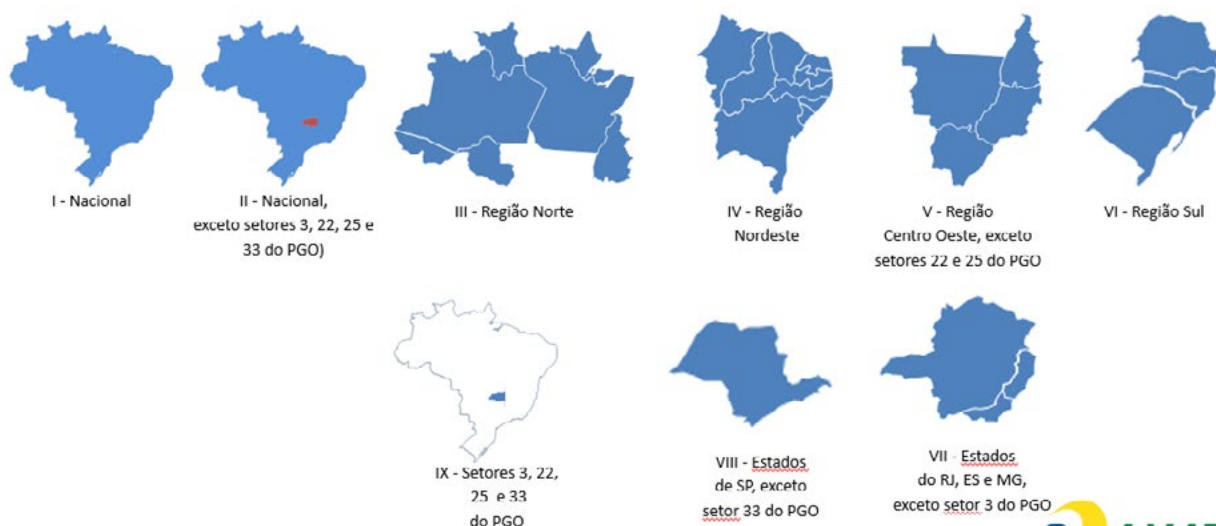 I - Nacional
II - Nacional,
exceto setores 3, 22, 25 e
33 do PGO)
III - Região Norte
IV - Região
Nordeste
V - Região
Centro Oeste, exceto
setores 22 e 25 do PGO
VI - Região Sul
IX - Setores 3, 22,
25 e 33
do PGO
VIII - Estados
de SP, exceto
setor 33 do PGO
VII - Estados
do RJ, ES e MG,
exceto setor 3 do PGO